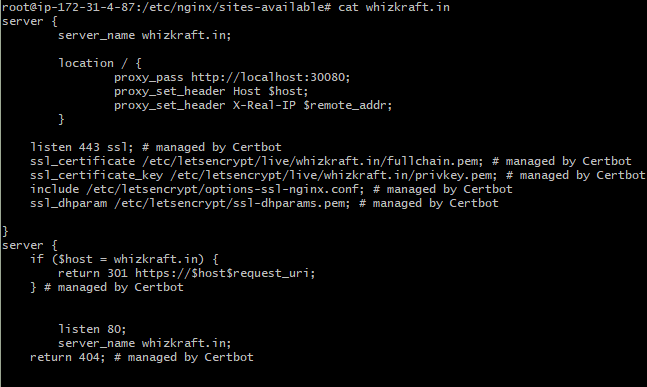 root@ip-172-31-4-87:/etc/nginx/sites-available# cat whizkraft.in
server {
        server_name whizkraft.in;

        location / {
                proxy_pass http://localhost:30080;
                proxy_set_header Host $host;
                proxy_set_header X-Real-IP $remote_addr;
        }

    listen 443 ssl; # managed by Certbot
    ssl_certificate /etc/letsencrypt/live/whizkraft.in/fullchain.pem; # managed by Certbot
    ssl_certificate_key /etc/letsencrypt/live/whizkraft.in/privkey.pem; # managed by Certbot
    include /etc/letsencrypt/options-ssl-nginx.conf; # managed by Certbot
    ssl_dhparam /etc/letsencrypt/ssl-dhparams.pem; # managed by Certbot

}
server {
    if ($host = whizkraft.in) {
        return 301 https://$host$request_uri;
    } # managed by Certbot


        listen 80;
        server_name whizkraft.in;
    return 404; # managed by Certbot